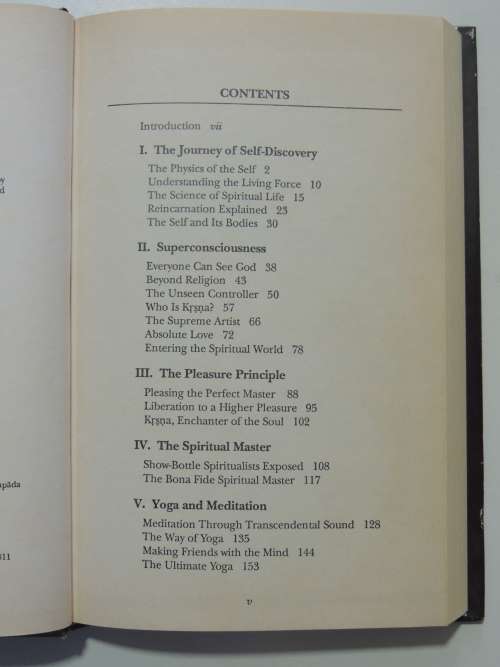 CONTENTS
Introduction vii
I. The Journey of Self-Discovery
The Physics of the Self 2
Understanding the Living Force 10
The Science of Spiritual Life 15
Reincarnation Explained 23
The Self and Its Bodies 30
II. Superconsciousness
Everyone Can See God 38
Beyond Religion 43
The Unseen Controller 50
Who Is Kṛṣṇa? 57
The Supreme Artist 66
Absolute Love 72
Entering the Spiritual World 78
III. The Pleasure Principle
Pleasing the Perfect Master 88
Liberation to a Higher Pleasure 95
Kṛṣṇa, Enchanter of the Soul 102
IV. The Spiritual Master
Show-Bottle Spiritualists Exposed 108
The Bona Fide Spiritual Master 117
V. Yoga and Meditation
Meditation Through Transcendental Sound 128
The Way of Yoga 135
Making Friends with the Mind 144
The Ultimate Yoga 153
v